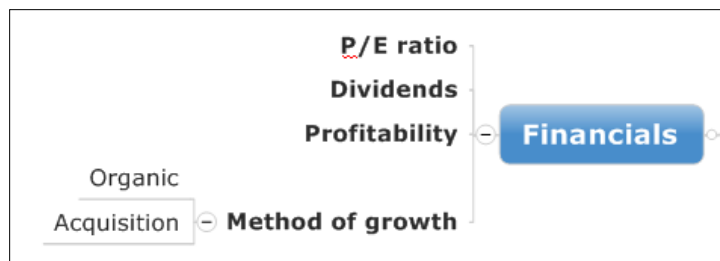 P/E ratio
Dividends
Profitability
Financials
Organic
Acquisition
Method of growth